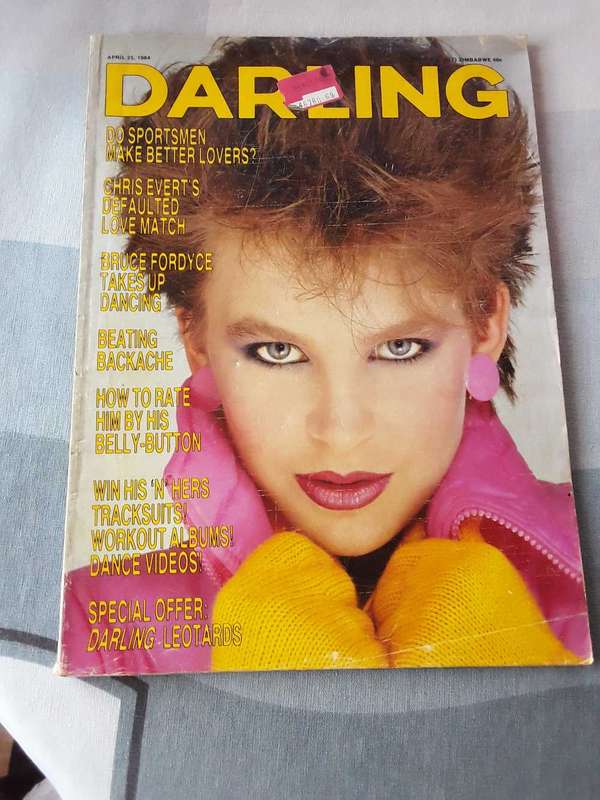 APRIL 25, 1984
ZIMBABWE 60c
DARLING
DO SPORTSMEN
MAKE BETTER LOVERS?
CHRIS EVERT'S
DEFAULTED
LOVE MATCH
BRUCE FORDYCE
TAKES UP
DANCING
BEATING
BACKACHE
HOW TO RATE
HIM BY HIS
BELLY-BUTTON
WIN HIS 'N' HERS
TRACKSUITS!
WORKOUT ALBUMS!
DANCE VIDEOS!
SPECIAL OFFER:
DARLING LEOTARDS